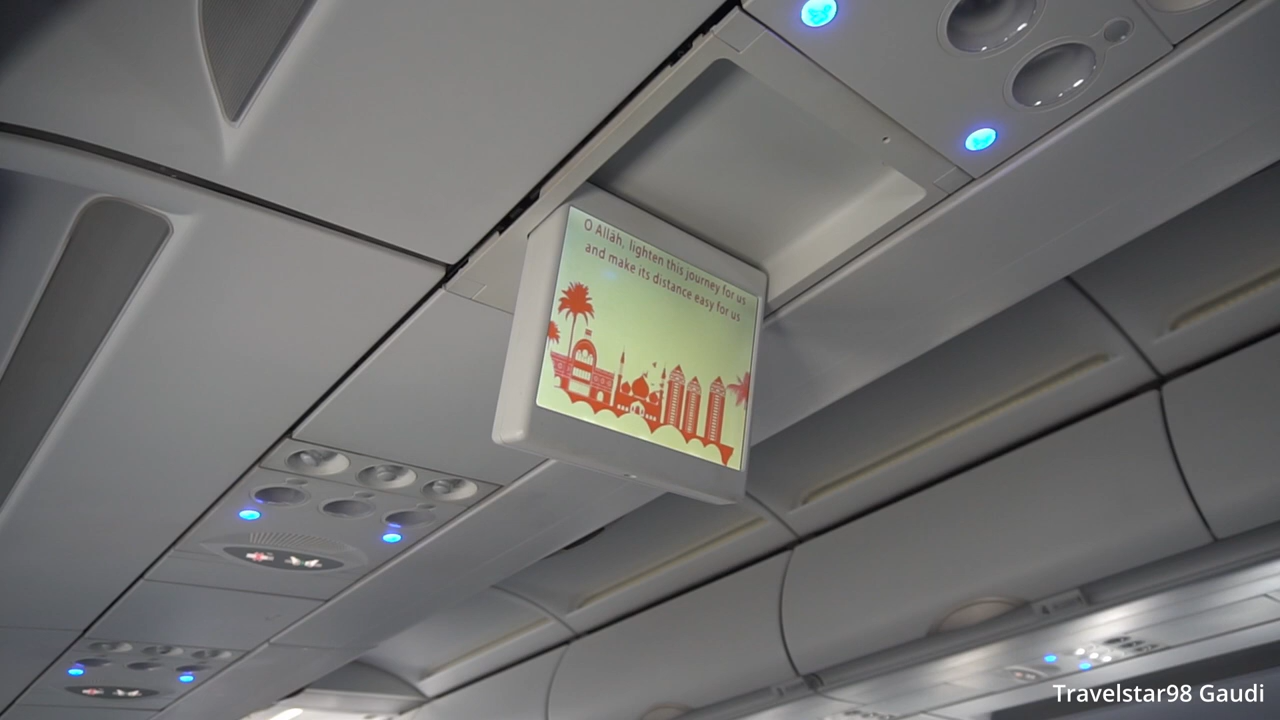 O Allāh, lighten this journey for us
and make its distance easy for us
Travelstar98 Gaudi